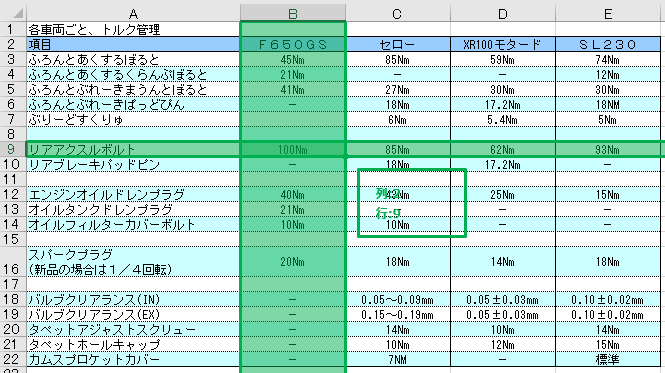 A B C D E
1 各車両ごと、トルク管理
2 項目 Ｆ６５０ＧＳ セロー XR100モタード ＳＬ２３０
3 ふろんとあくするぼると 45Nm 85Nm 59Nm 74Nm
4 ふろんとあくするくらんぷぼると 21Nm － － 12Nm
5 ふろんとぶれーきまうんとぼると 41Nm 27Nm 30Nm 30Nm
6 ふろんとぶれーきぱっどぴん － 18Nm 17.2Nm 18NM
7 ぶりーどすくりゅ 6Nm 5.4Nm 5Nm
8
9 リアアクスルボルト 100Nm 85Nm 62Nm 93Nm
10 リアブレーキパッドピン － 18Nm 17.2Nm －
11
12 エンジンオイルドレンプラグ 40Nm 25Nm 15Nm
列:
13 オイルタンクドレンプラグ 21Nm － －
行:9
14 オイルフィルターカバーボルト 10Nm 10Nm － －
15
16 スパークプラグ
(新品の場合は１／４回転) 20Nm 18Nm 14Nm 18Nm
17
18 バルブクリアランス(IN) － 0.05～0.09mm 0.05±0.03mm 0.10±0.02mm
19 バルブクリアランス(EX) － 0.15～0.19mm 0.05±0.03mm 0.10±0.02mm
20 タペットアジャストスクリュー － 14Nm 10Nm 14Nm
21 タペットホールキャップ － 10Nm 12Nm 15Nm
22 カムスプロケットカバー － 7NM － 標準